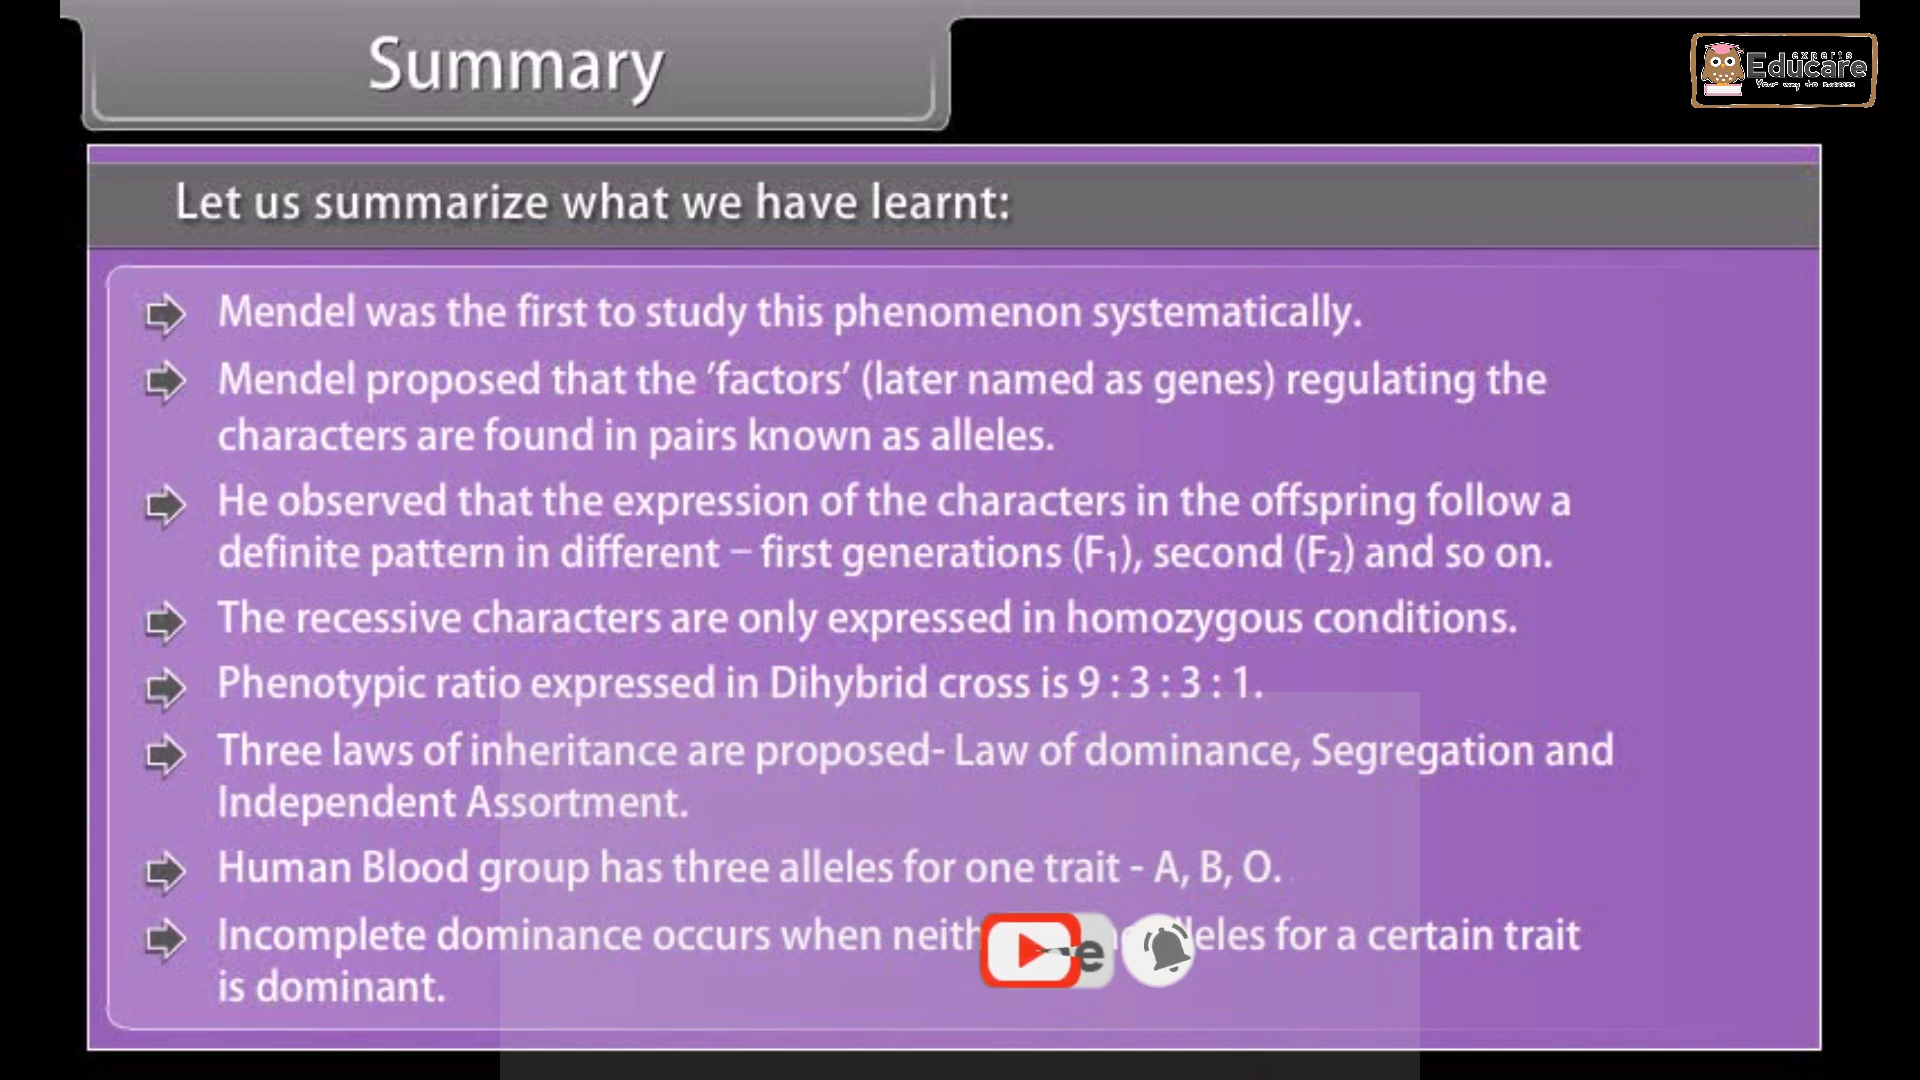 Summary
experts
Educare
Your way to success
Let us summarize what we have learnt:
Mendel was the first to study this phenomenon systematically.
Mendel proposed that the ’factors’ (later named as genes) regulating the
characters are found in pairs known as alleles.
He observed that the expression of the characters in the offspring follow a
definite pattern in different – first generations (F₁), second (F₂) and so on.
The recessive characters are only expressed in homozygous conditions.
Phenotypic ratio expressed in Dihybrid cross is 9 : 3 : 3 : 1.
Three laws of inheritance are proposed- Law of dominance, Segregation and
Independent Assortment.
Human Blood group has three alleles for one trait - A, B, O.
Incomplete dominance occurs when for a certain trait
is dominant.